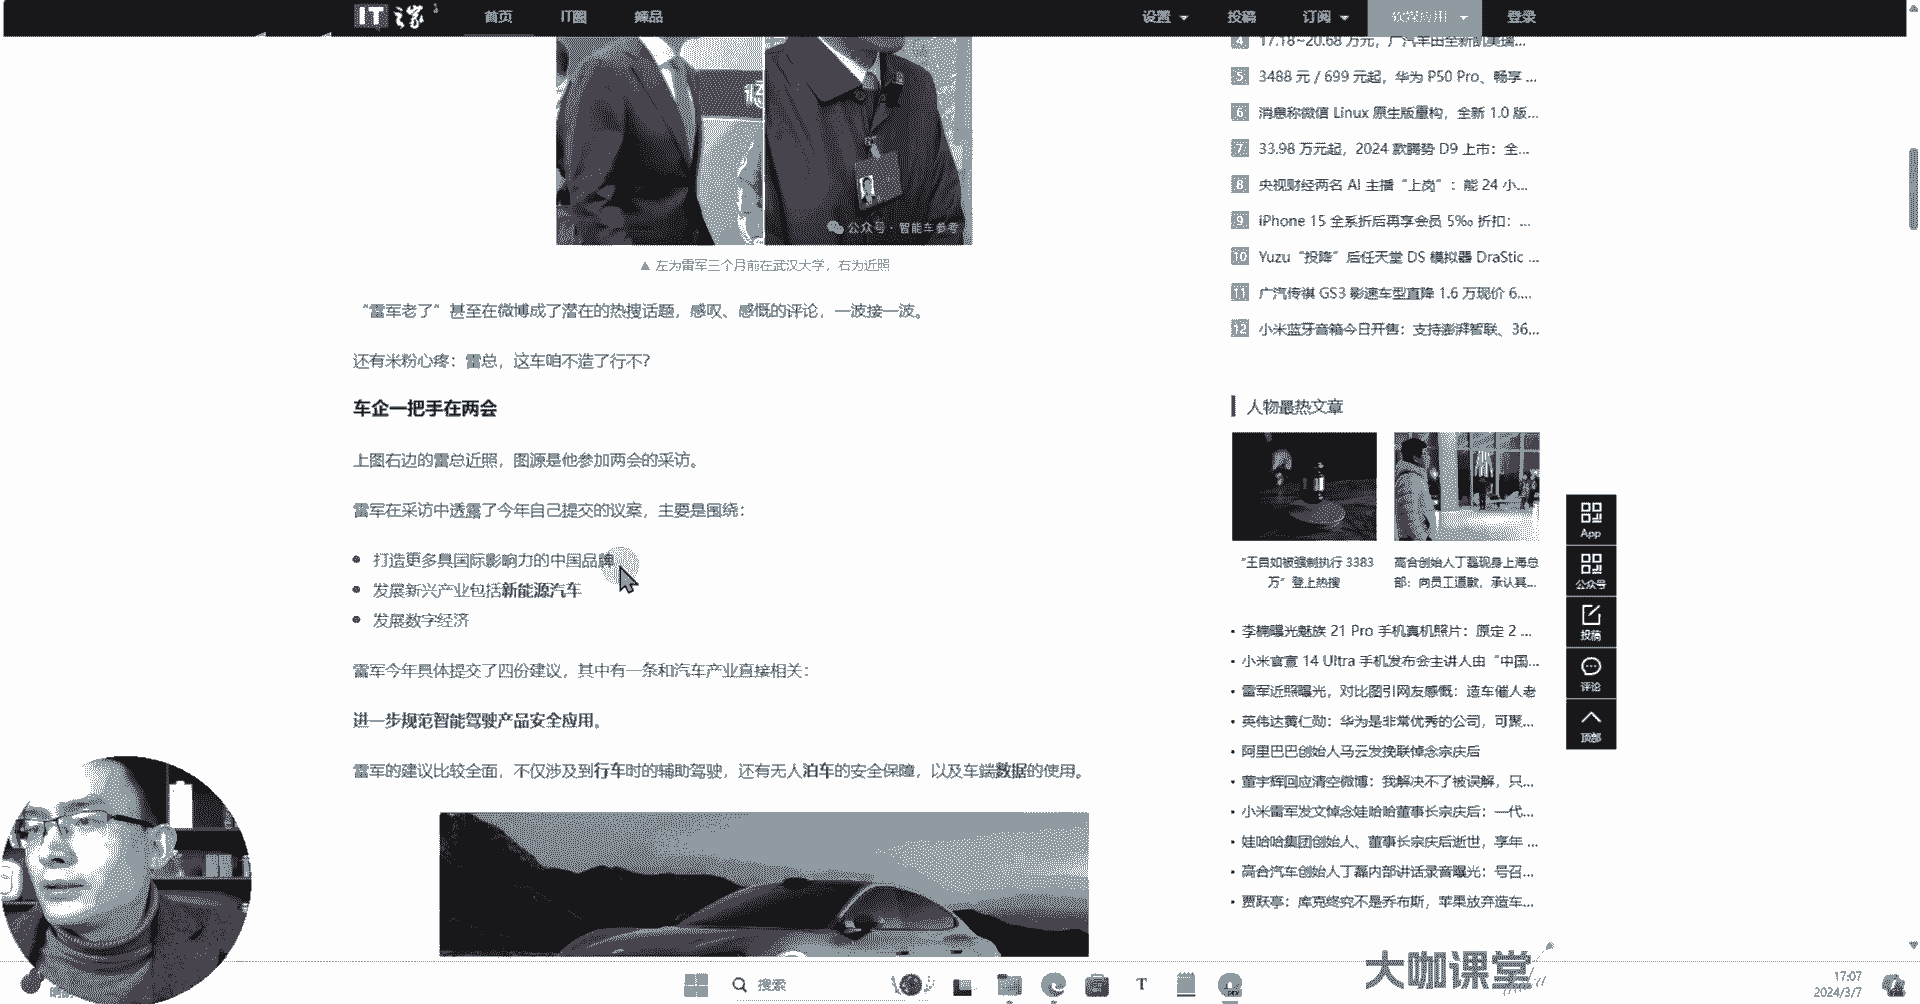 IT之家
首页 IT圈 辣品
设置 投稿 订阅 软媒应用 登录
公众号·智能车参考
▲ 左为雷军三个月前在武汉大学，右为近照
“雷军老了”甚至在微博成了潜在的热搜话题，感叹、感慨的评论，一波接一波。
还有米粉心疼：雷总，这车咱不造了行不？
车企一把手在两会
上图右边的雷总近照，图源是他参加两会的采访。
雷军在采访中透露了今年自己提交的议案，主要是围绕：
• 打造更多具国际影响力的中国品牌
• 发展新兴产业包括新能源汽车
• 发展数字经济
雷军今年具体提交了四份建议，其中有一条和汽车产业直接相关：
进一步规范智能驾驶产品安全应用。
雷军的建议比较全面，不仅涉及到行车时的辅助驾驶，还有无人泊车的安全保障，以及车端数据的使用。
4 17.18~20.68 万元，广汽丰田全新凯美瑞...
5 3488 元 / 699 元起，华为 P50 Pro、畅享 ...
6 消息称微信 Linux 原生版重构，全新 1.0 版...
7 33.98 万元起，2024 款腾势 D9 上市：全...
8 央视财经两名 AI 主播“上岗”：能 24 小...
9 iPhone 15 全系折后再享会员 5‰ 折扣：...
10 Yuzu“投降”后任天堂 DS 模拟器 DraStic ...
11 广汽传祺 GS3 影速车型直降 1.6 万现价 6....
12 小米蓝牙音箱今日开售：支持澎湃智联、36...
人物最热文章
“王思如被强制执行 3383
万”登上热搜
高合创始人丁磊现身上海总
部：向员工道歉，承认其...
• 李楠曝光魅族 21 Pro 手机真机照片：原定 2 ...
• 小米官宣 14 Ultra 手机发布会主讲人由“中国...
• 雷军近照曝光，对比图引网友感慨：造车催人老
• 英伟达黄仁勋：华为是非常优秀的公司，可聚...
• 阿里巴巴创始人马云发挽联悼念宗庆后
• 董宇辉回应清空微博：我解决不了被误解，只...
• 小米雷军发文悼念娃哈哈董事长宗庆后：一代...
• 娃哈哈集团创始人、董事长宗庆后逝世，享年 ...
• 高合汽车创始人丁磊内部讲话录音曝光：号召...
• 贾跃亭：库克终究不是乔布斯，苹果放弃造车...
App
公众号
投稿
评论
顶部
大咖课堂
搜索
17:07
2024/3/7